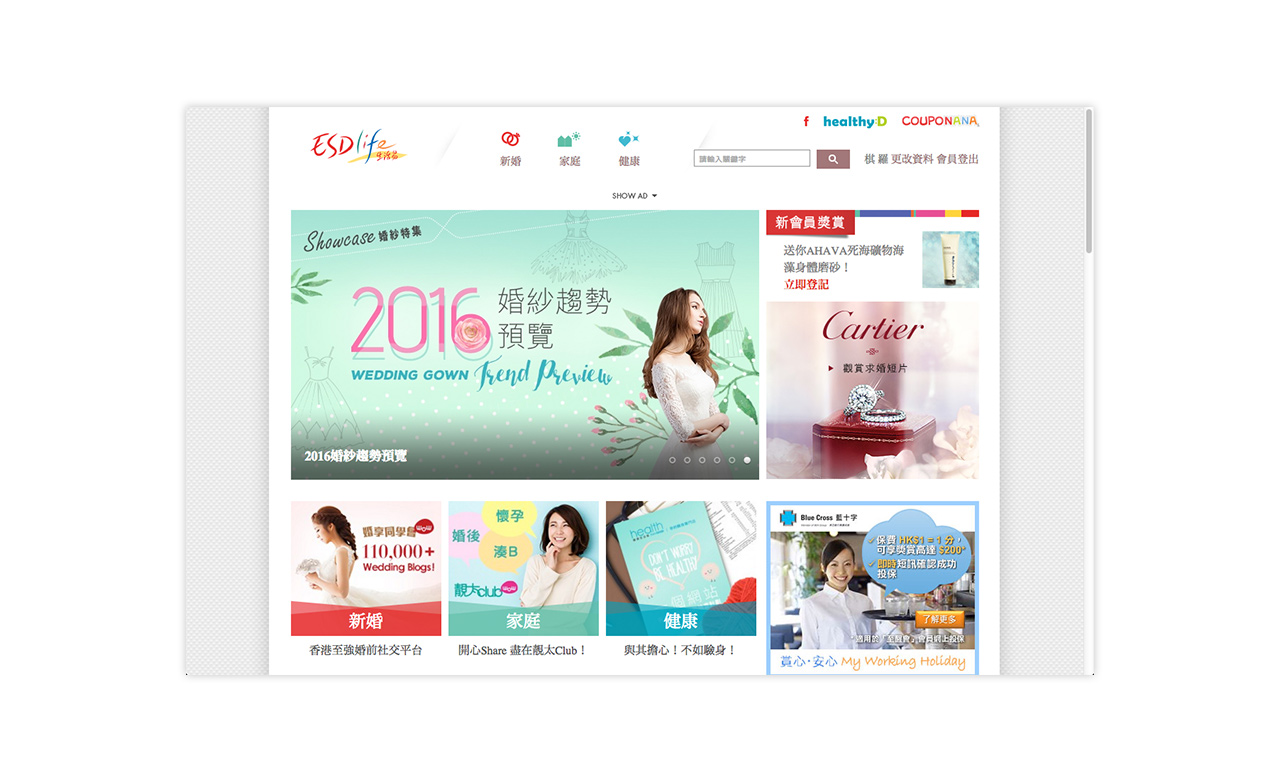 ESDlife
生活易
新婚
家庭
健康
f
healthyD
COUPONANA
請輸入關鍵字
棋 羅 更改資料 會員登出
SHOW AD
Showcase 婚紗特集
2016 婚紗趨勢
預覽
WEDDING GOWN Trend Preview
2016婚紗趨勢預覽
新會員獎賞
送你AHAVA死海礦物海
藻身體磨砂！
立即登記
Cartier
觀賞求婚短片
婚享同學會 WOW
110,000+
Wedding Blogs!
新婚
香港至強婚前社交平台
懷孕
婚後
湊B
靚太club WOW
家庭
開心Share 盡在靚太Club！
health
DON'T WORRY
BE HEALTHY
個網站
健康
與其擔心！不如驗身！
Blue Cross 藍十字
保費 HK$1 = 1 分，
可享獎賞高達 $200*
即時短訊確認成功
投保
了解更多
*適用於「至尊賞」會員網上投保
賞心·安心 My Working Holiday